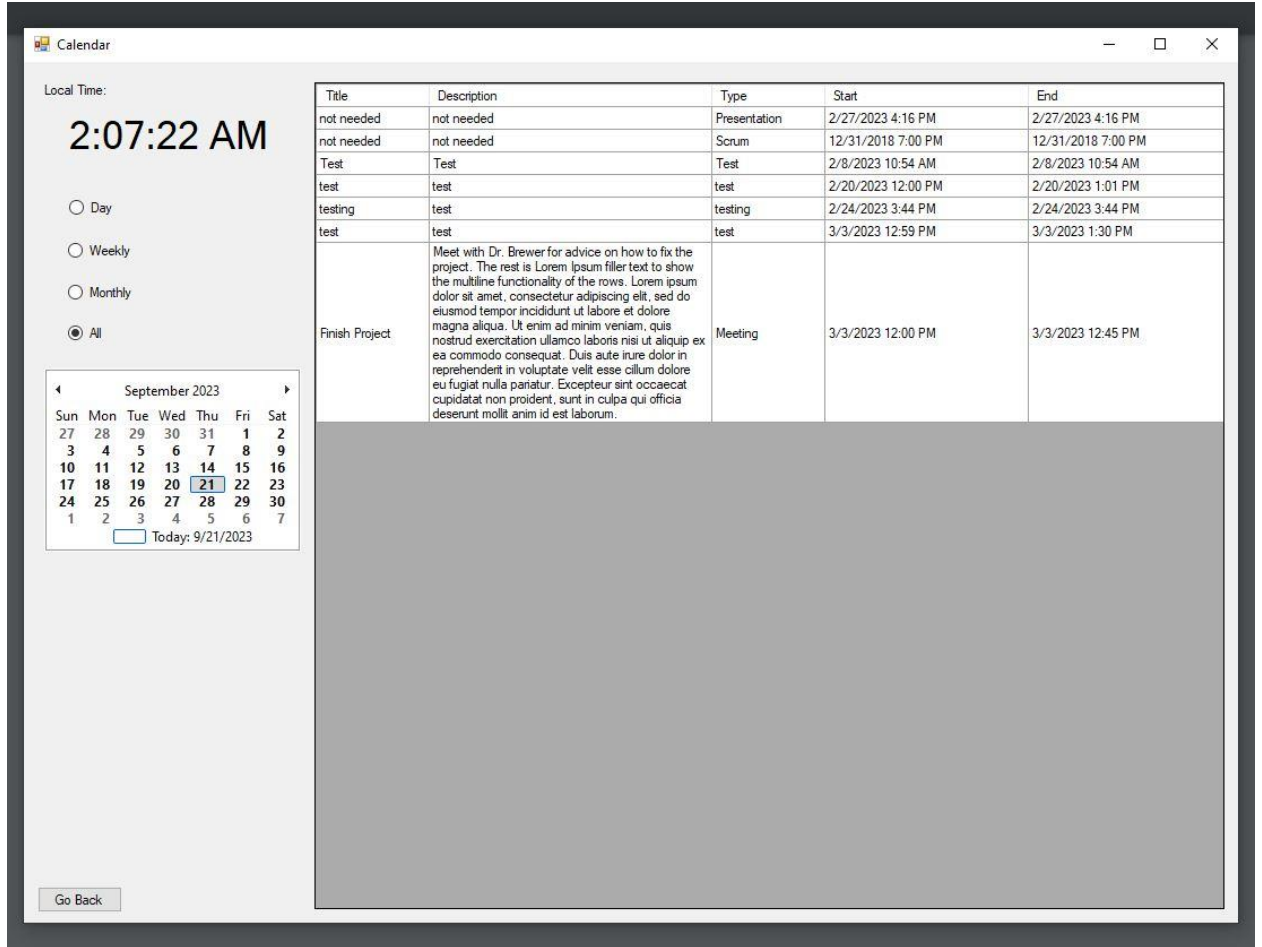 Calendar
Local Time:
2:07:22 AM
Day
Weekly
Monthly
All
September 2023
Sun Mon Tue Wed Thu Fri Sat
27 28 29 30 31 1 2
3 4 5 6 7 8 9
10 11 12 13 14 15 16
17 18 19 20 21 22 23
24 25 26 27 28 29 30
1 2 3 4 5 6 7
Today: 9/21/2023
Go Back
Title Description Type Start End
not needed not needed Presentation 2/27/2023 4:16 PM 2/27/2023 4:16 PM
not needed not needed Scrum 12/31/2018 7:00 PM 12/31/2018 7:00 PM
Test Test Test 2/8/2023 10:54 AM 2/8/2023 10:54 AM
test test test 2/20/2023 12:00 PM 2/20/2023 1:01 PM
testing test testing 2/24/2023 3:44 PM 2/24/2023 3:44 PM
test test test 3/3/2023 12:59 PM 3/3/2023 1:30 PM
Meet with Dr. Brewer for advice on how to fix the
project. The rest is Lorem Ipsum filler text to show
the multiline functionality of the rows. Lorem ipsum
dolor sit amet, consectetur adipiscing elit, sed do
eiusmod tempor incididunt ut labore et dolore
magna aliqua. Ut enim ad minim veniam, quis
Finish Project nostrud exercitation ullamco laboris nisi ut aliquip ex Meeting 3/3/2023 12:00 PM 3/3/2023 12:45 PM
ea commodo consequat. Duis aute irure dolor in
reprehenderit in voluptate velit esse cillum dolore
eu fugiat nulla pariatur. Excepteur sint occaecat
cupidatat non proident, sunt in culpa qui officia
deserunt mollit anim id est laborum.